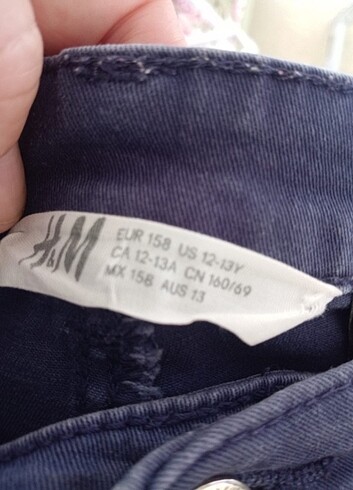 H&M
EUR 158 US 12-13Y
CA 12-13A CN 160/69
MX 158 AUS 13